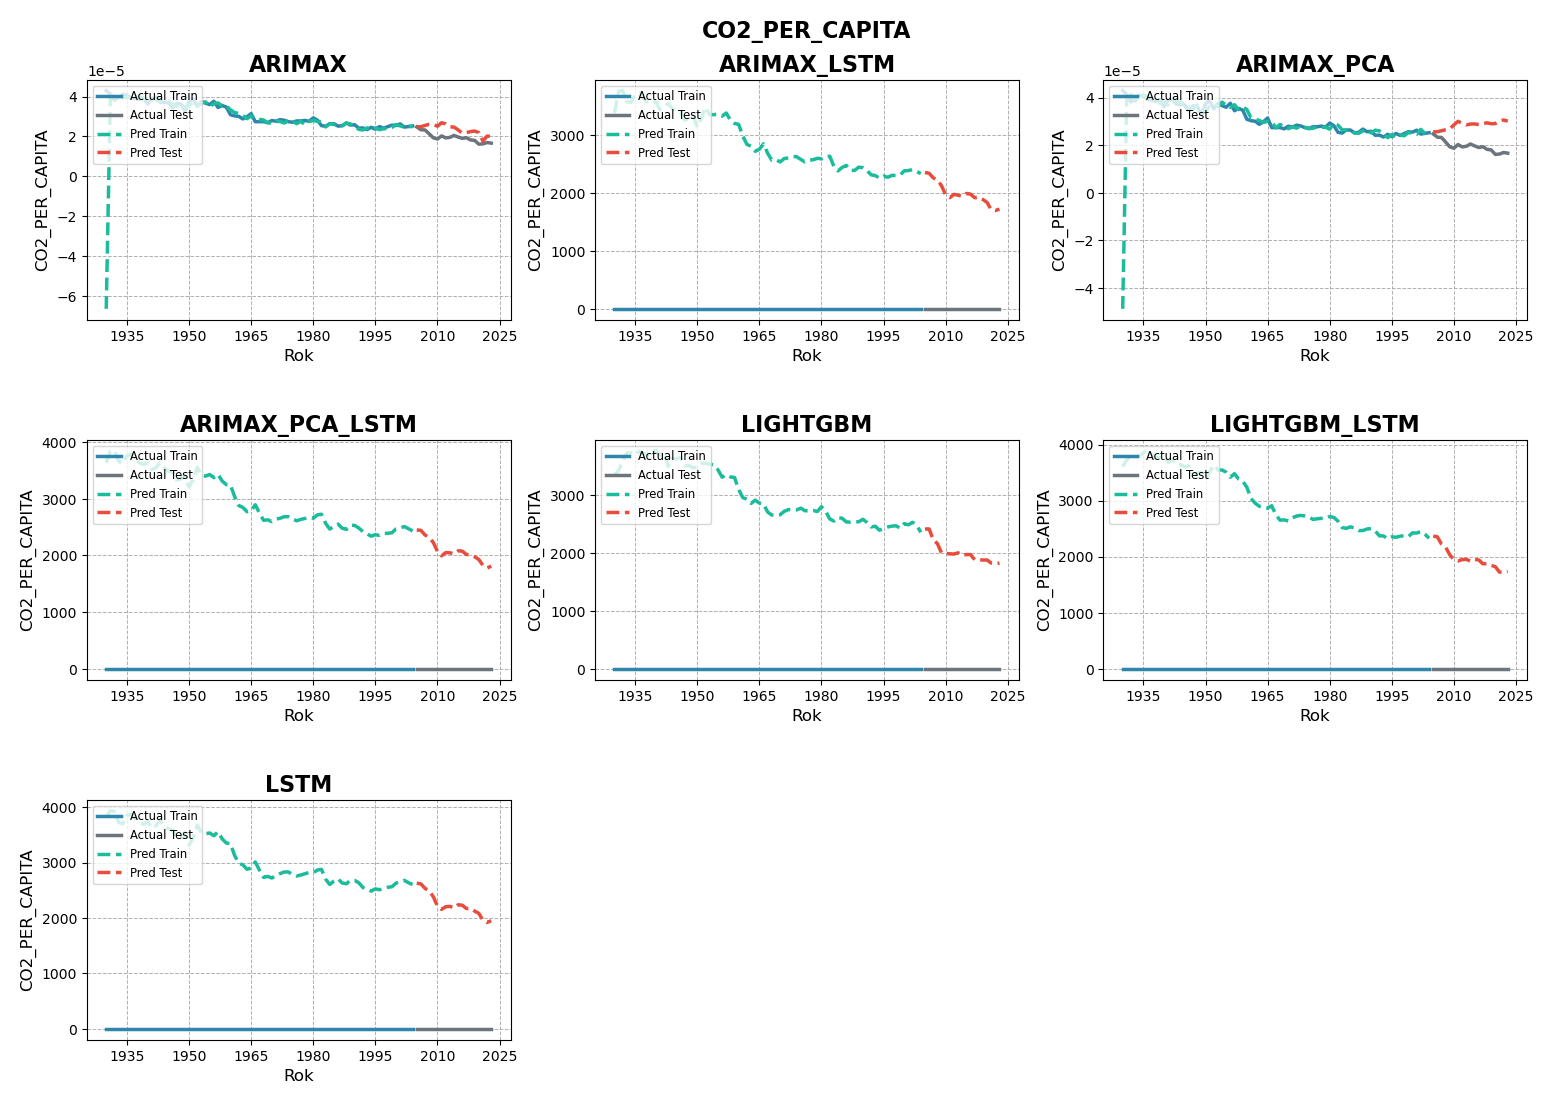 CO2_PER_CAPITA
ARIMAX
1e−5
CO2_PER_CAPITA
4
2
0
−2
−4
−6
Actual Train
Actual Test
Pred Train
Pred Test
1935 1950 1965 1980 1995 2010 2025
Rok
ARIMAX_LSTM
CO2_PER_CAPITA
3000
2000
1000
0
Actual Train
Actual Test
Pred Train
Pred Test
1935 1950 1965 1980 1995 2010 2025
Rok
ARIMAX_PCA
1e−5
CO2_PER_CAPITA
4
2
0
−2
−4
Actual Train
Actual Test
Pred Train
Pred Test
1935 1950 1965 1980 1995 2010 2025
Rok
ARIMAX_PCA_LSTM
CO2_PER_CAPITA
4000
3000
2000
1000
0
Actual Train
Actual Test
Pred Train
Pred Test
1935 1950 1965 1980 1995 2010 2025
Rok
LIGHTGBM
CO2_PER_CAPITA
3000
2000
1000
0
Actual Train
Actual Test
Pred Train
Pred Test
1935 1950 1965 1980 1995 2010 2025
Rok
LIGHTGBM_LSTM
CO2_PER_CAPITA
4000
3000
2000
1000
0
Actual Train
Actual Test
Pred Train
Pred Test
1935 1950 1965 1980 1995 2010 2025
Rok
LSTM
CO2_PER_CAPITA
4000
3000
2000
1000
0
Actual Train
Actual Test
Pred Train
Pred Test
1935 1950 1965 1980 1995 2010 2025
Rok